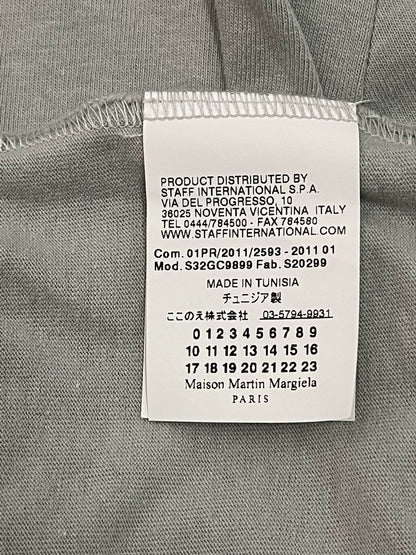 PRODUCT DISTRIBUTED BY
STAFF INTERNATIONAL S.P.A.
VIA DEL PROGRESSO, 10
36025 NOVENTA VICENTINA ITALY
TEL 0444/784500 - FAX 784580
WWW.STAFFINTERNATIONAL.COM
Com. 01PR/2011/2593 - 2011 01
Mod. S32GC9899 Fab. S20299
MADE IN TUNISIA
チュニジア製
ここのえ株式会社 03-5794-9931
0 1 2 3 4 5 6 7 8 9
10 11 12 13 14 15 16
17 18 19 20 21 22 23
Maison Martin Margiela
PARIS